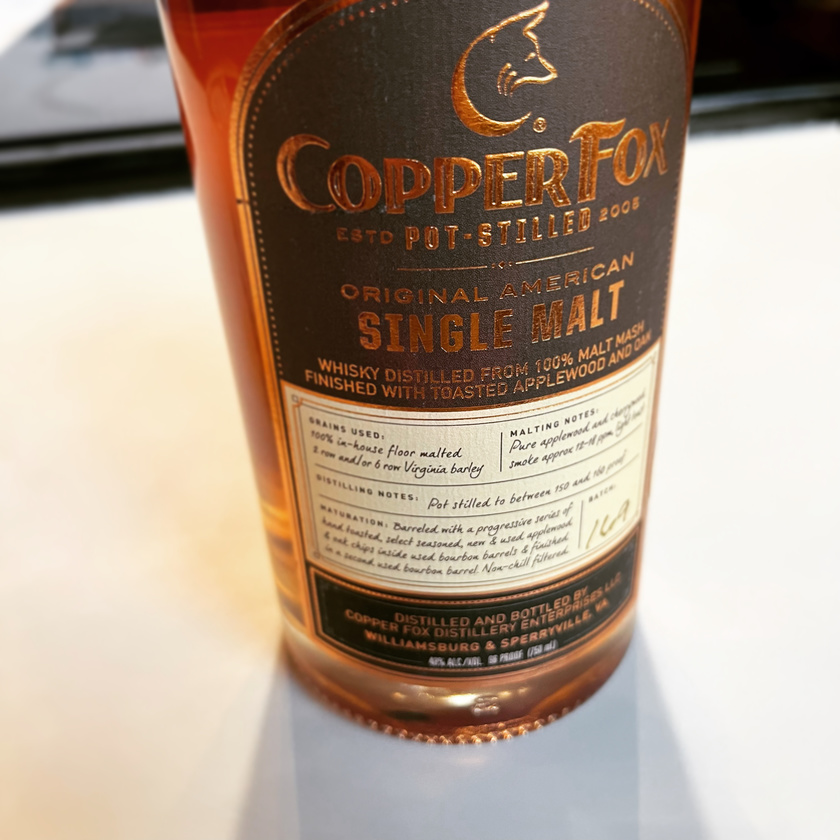 ®
COPPER FOX
ESTD POT-STILLED 2005
ORIGINAL AMERICAN
SINGLE MALT
WHISKY DISTILLED FROM 100% MALT MASH
FINISHED WITH TOASTED APPLEWOOD AND OAK
GRAINS USED:
100% in-house floor malted
2 row and/or 6 row Virginia barley
MALTING NOTES:
Pure applewood and cherrywood
smoke approx 12-18 ppm
DISTILLING NOTES: Pot stilled to between 150 and 160 proof
MATURATION: Barreled with a progressive series of
hand toasted, select seasoned, new & used applewood
& oak chips inside used bourbon barrels & finished
in a second used bourbon barrel. Non-chill filtered.
BATCH:
169
DISTILLED AND BOTTLED BY
COPPER FOX DISTILLERY ENTERPRISES LLC.
WILLIAMSBURG & SPERRYVILLE, VA
48% ALC/VOL. 96 PROOF (750 ml)